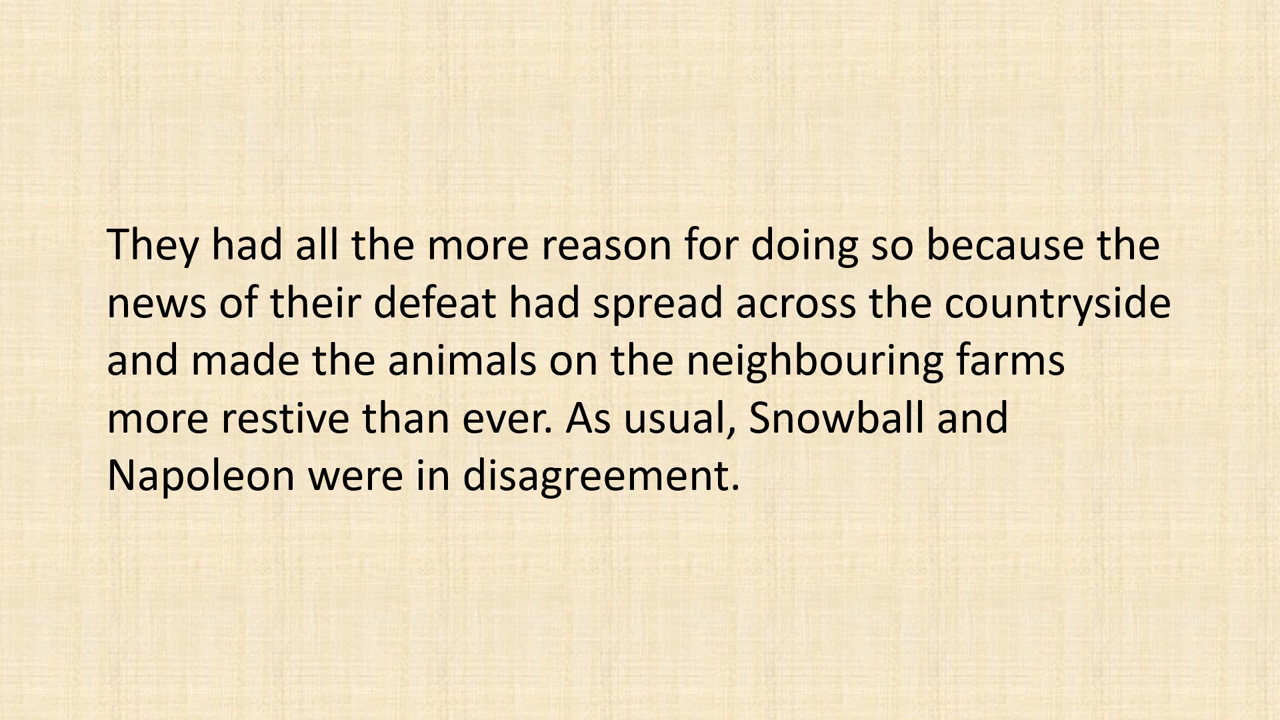 They had all the more reason for doing so because the
news of their defeat had spread across the countryside
and made the animals on the neighbouring farms
more restive than ever. As usual, Snowball and
Napoleon were in disagreement.